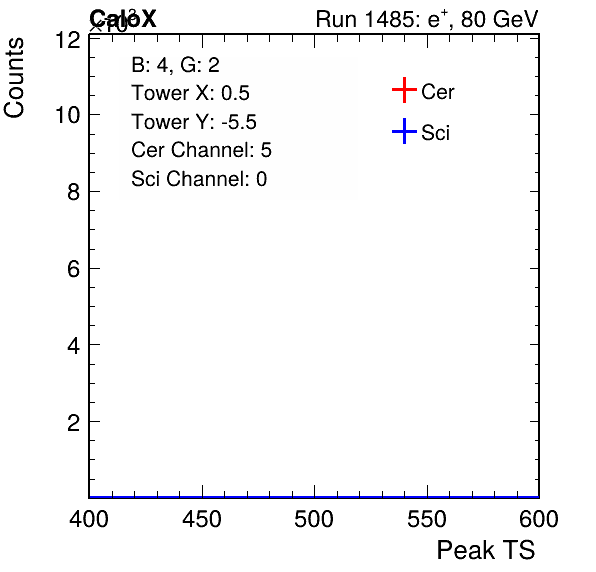 CaloX
×10³
Run 1485: e⁺, 80 GeV
Counts
12
10
8
6
4
2
B: 4, G: 2
Tower X: 0.5
Tower Y: -5.5
Cer Channel: 5
Sci Channel: 0
Cer
Sci
400 450 500 550 600
Peak TS